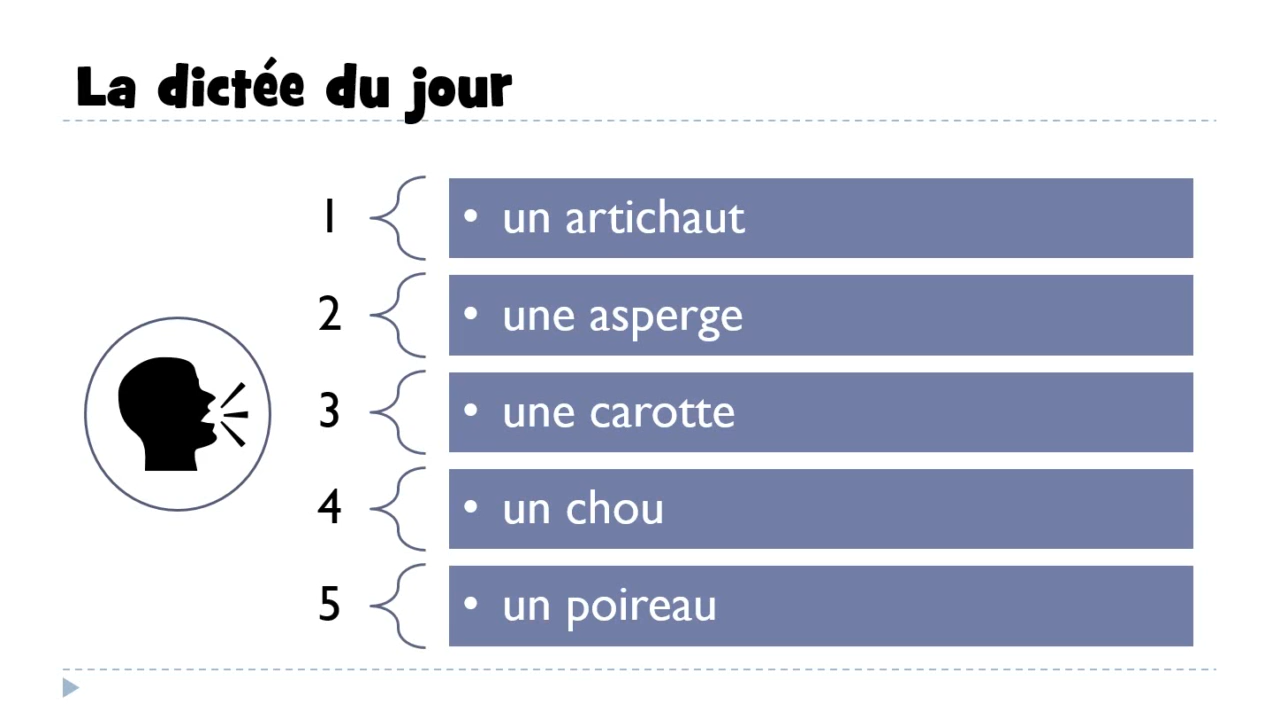 La dictée du jour
1
• un artichaut
2
• une asperge
3
• une carotte
4
• un chou
5
• un poireau